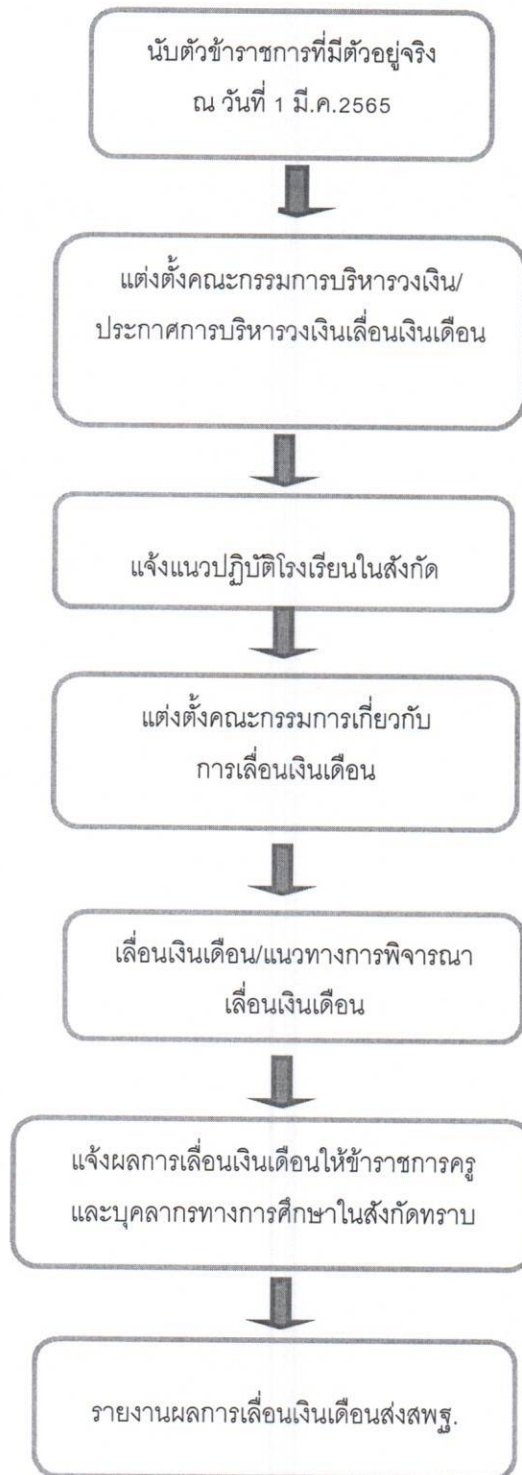 นับตัวข้าราชการที่มีตัวอยู่จริง
ณ วันที่ 1 มี.ค.2565
แต่งตั้งคณะกรรมการบริหารวงเงิน/
ประกาศการบริหารวงเงินเลื่อนเงินเดือน
แจ้งแนวปฏิบัติโรงเรียนในสังกัด
แต่งตั้งคณะกรรมการเกี่ยวกับ
การเลื่อนเงินเดือน
เลื่อนเงินเดือน/แนวทางการพิจารณา
เลื่อนเงินเดือน
แจ้งผลการเลื่อนเงินเดือนให้ข้าราชการครู
และบุคลากรทางการศึกษาในสังกัดทราบ
รายงานผลการเลื่อนเงินเดือนส่งสพฐ.